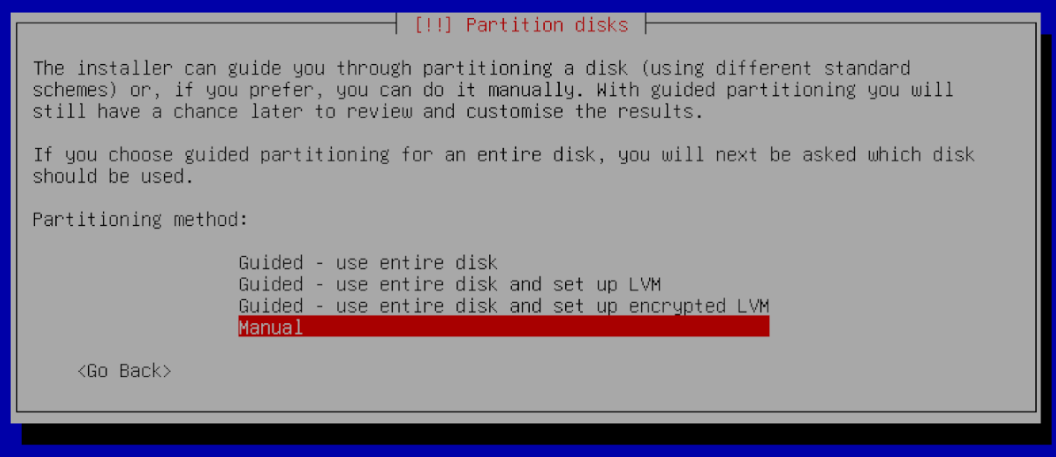 [!!] Partition disks
The installer can guide you through partitioning a disk (using different standard
schemes) or, if you prefer, you can do it manually. With guided partitioning you will
still have a chance later to review and customise the results.
If you choose guided partitioning for an entire disk, you will next be asked which disk
should be used.
Partitioning method:
Guided - use entire disk
Guided - use entire disk and set up LVM
Guided - use entire disk and set up encrypted LVM
Manual
<Go Back>